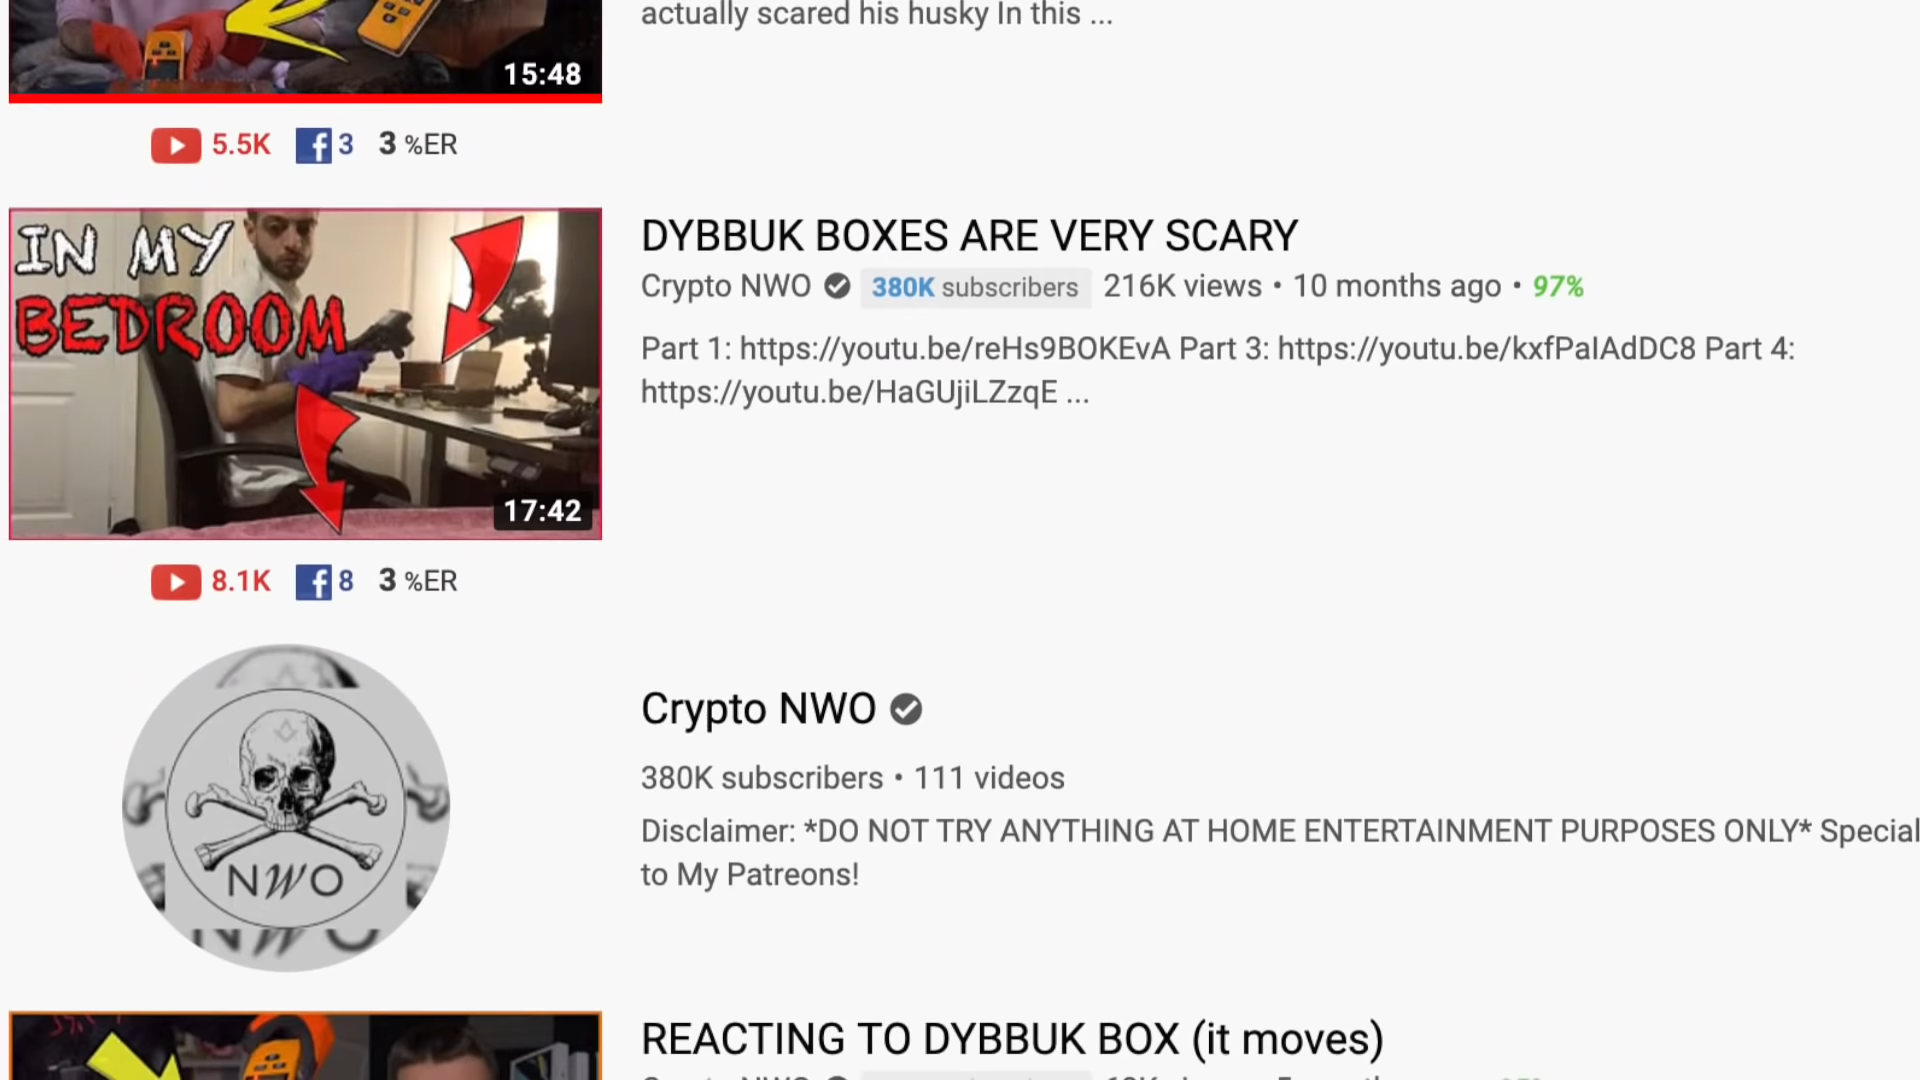 actually scared his husky In this ...
15:48
5.5K 3 3 %ER
IN MY
BEDROOM
17:42
DYBBUK BOXES ARE VERY SCARY
Crypto NWO 380K subscribers 216K views • 10 months ago • 97%
Part 1: https://youtu.be/reHs9BOKEvA Part 3: https://youtu.be/kxfPaIAdDC8 Part 4:
https://youtu.be/HaGUjiLZzqE ...
8.1K 8 3 %ER
NWO
Crypto NWO
380K subscribers • 111 videos
Disclaimer: *DO NOT TRY ANYTHING AT HOME ENTERTAINMENT PURPOSES ONLY* Special
to My Patreons!
REACTING TO DYBBUK BOX (it moves)